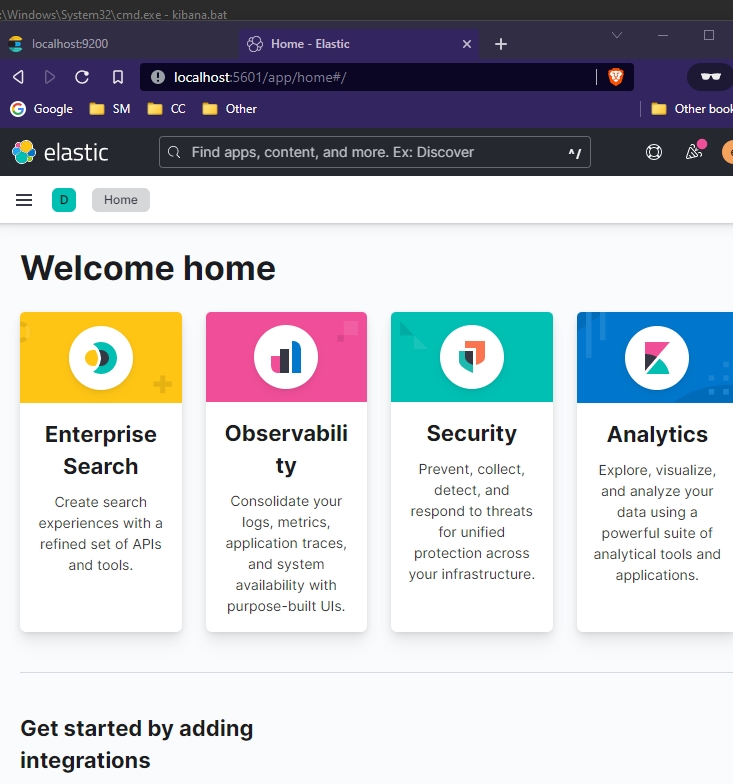 :\Windows\System32\cmd.exe - kibana.bat
localhost:9200
Home - Elastic
localhost:5601/app/home#/
Google SM CC Other
Other book
elastic
Find apps, content, and more. Ex: Discover ^/
D Home
Welcome home
Enterprise
Search
Create search
experiences with a
refined set of APIs
and tools.
Observabili
ty
Consolidate your
logs, metrics,
application traces,
and system
availability with
purpose-built UIs.
Security
Prevent, collect,
detect, and
respond to threats
for unified
protection across
your infrastructure.
Analytics
Explore, visualize,
and analyze your
data using a
powerful suite of
analytical tools and
applications.
Get started by adding
integrations